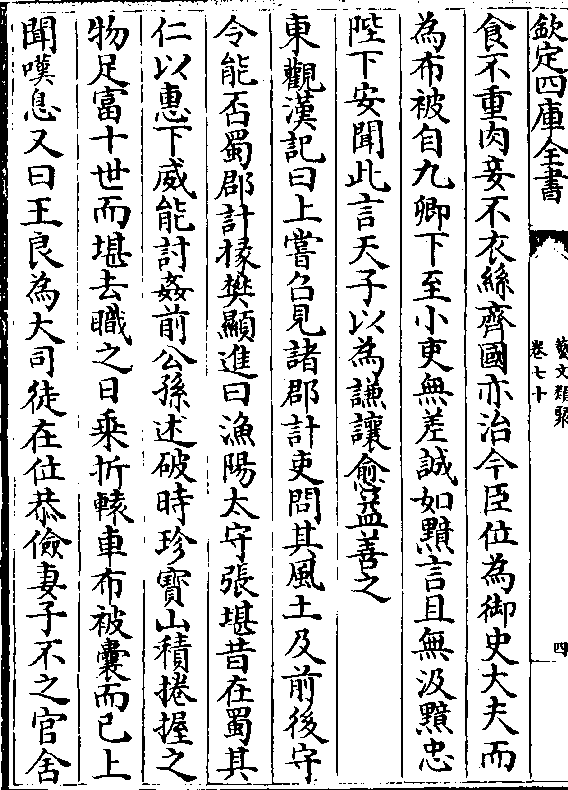 欽定四庫全書
藝文類聚
卷七十
四
食不重肉妾不衣絲齊國亦治今臣位為御史大夫而
為布被自九卿下至小吏無差誠如黯言且無汲黯忠
陛下安聞此言天子以為謙讓愈益善之
東觀漢記曰上嘗召見諸郡計吏問其風土及前後守
令能否蜀郡計掾樊顯進曰漁陽太守張堪昔在蜀其
仁以惠下威能討姦前公孫述破時珍寶山積捲握之
物足富十世而堪去職之日乘折轅車布被囊而已上
聞嘆息又曰王良為大司徒在位恭儉妻子不之官舍